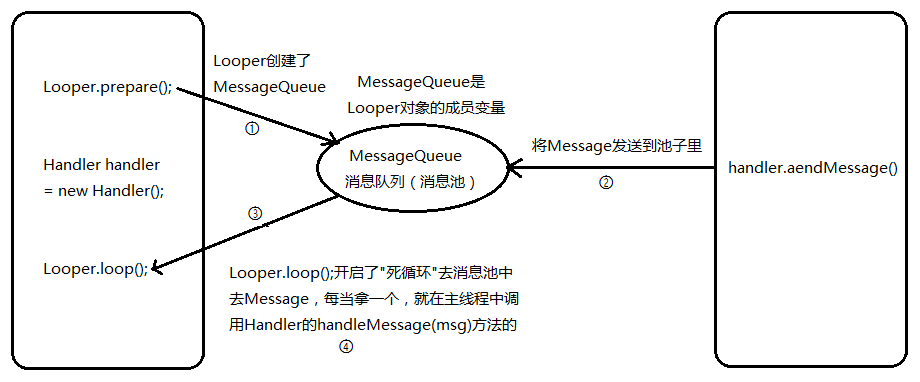 Looper.prepare();
Handler handler
= new Handler();
Looper.loop();
Looper创建了
MessageQueue
①
MessageQueue是
Looper对象的成员变量
MessageQueue
消息队列（消息池）
将Message发送到池子里
②
handler.aendMessage()
③
Looper.loop();开启了"死循环"去消息池中
去Message，每当拿一个，就在主线程中调
用Handler的handleMessage(msg)方法的
④